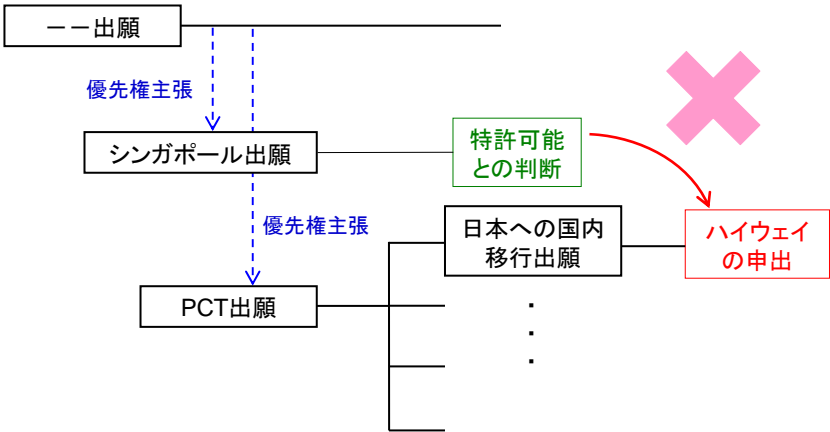 －－出願
優先権主張
シンガポール出願
特許可能
との判断
優先権主張
日本への国内
移行出願
ハイウェイ
の申出
PCT出願
・
・
・